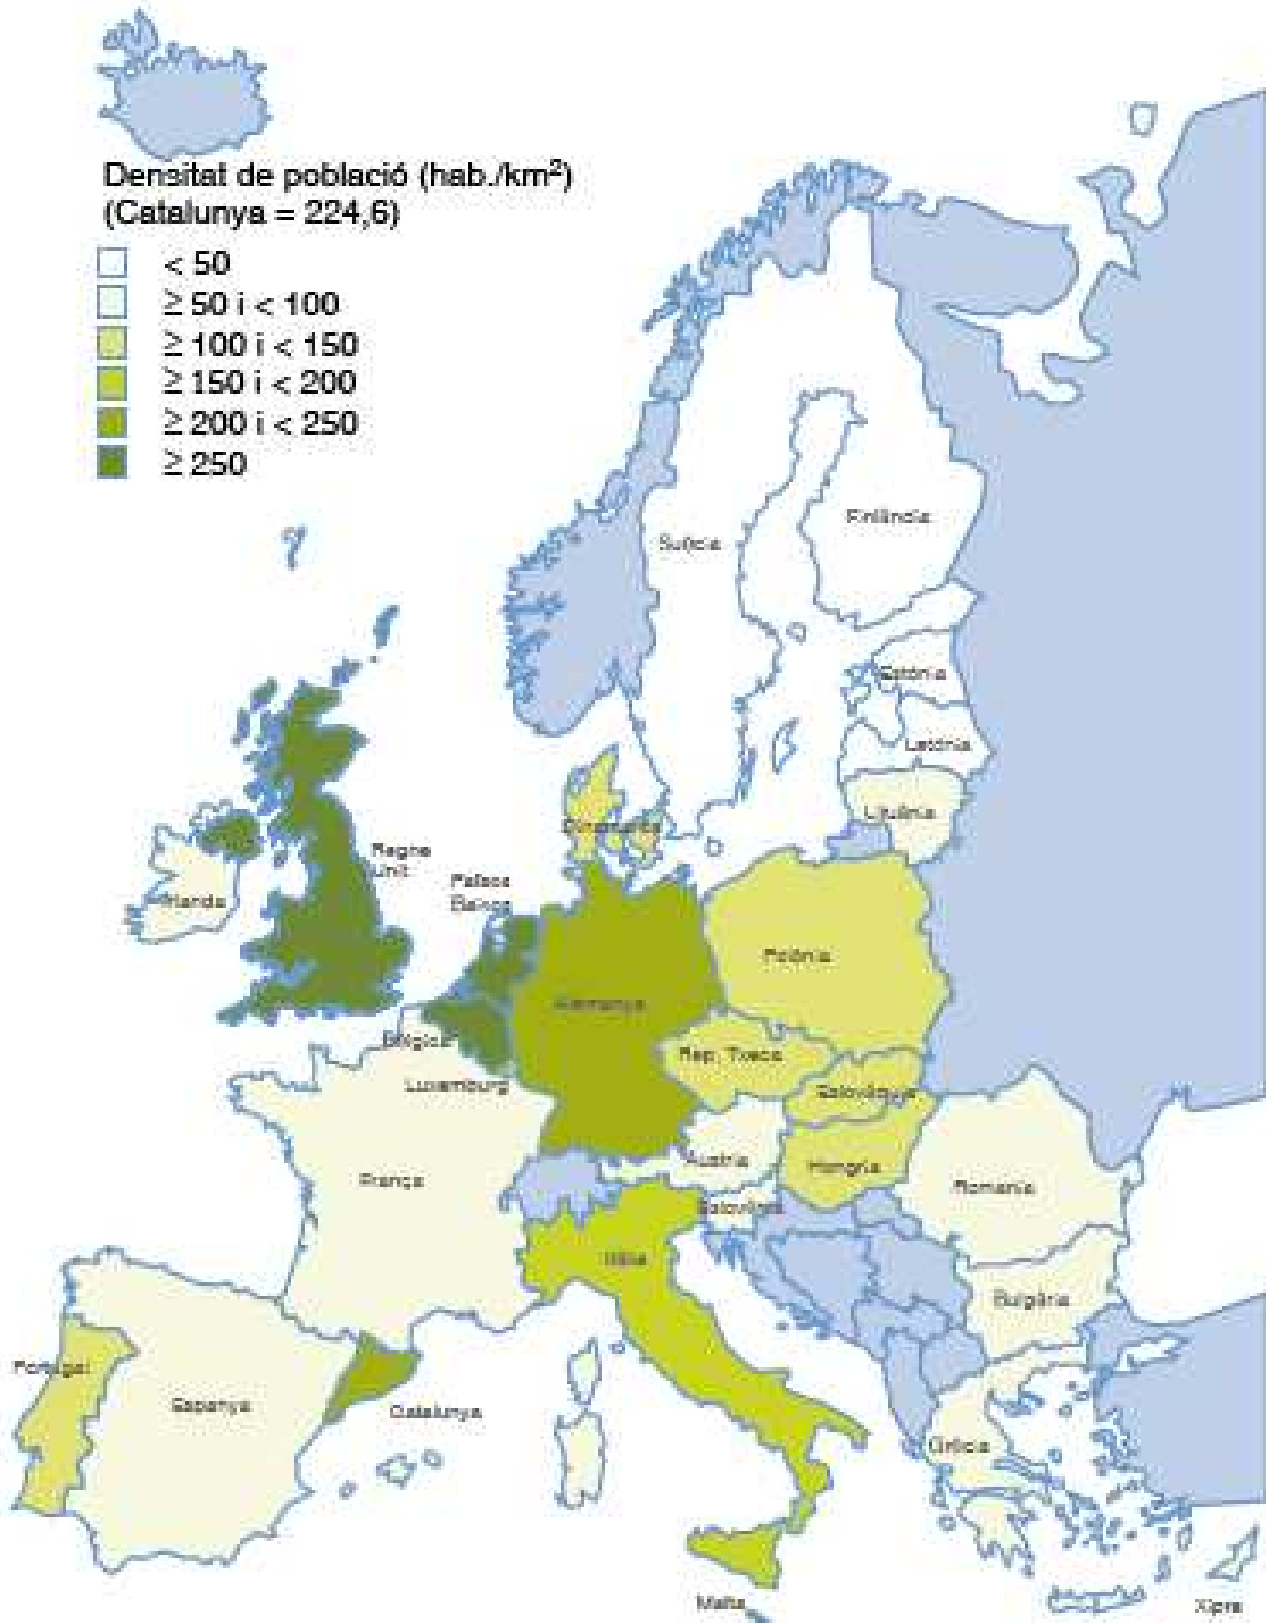 Densitat de població (hab./km²)
(Catalunya = 224,6)
< 50
≥ 50 i < 100
≥ 100 i < 150
≥ 150 i < 200
≥ 200 i < 250
≥ 250
Finlàndia
Suècia
Estònia
Letònia
Lituània
Dinamarca
Regne
Unit
Irlanda
Països
Baixos
Polònia
Alemanya
Bèlgica
Rep. Txeca
Luxemburg
Eslovàquia
Àustria
Hongria
França
Romania
Eslovènia
Itàlia
Bulgària
Portugal
Espanya
Catalunya
Grècia
Malta
Xipre